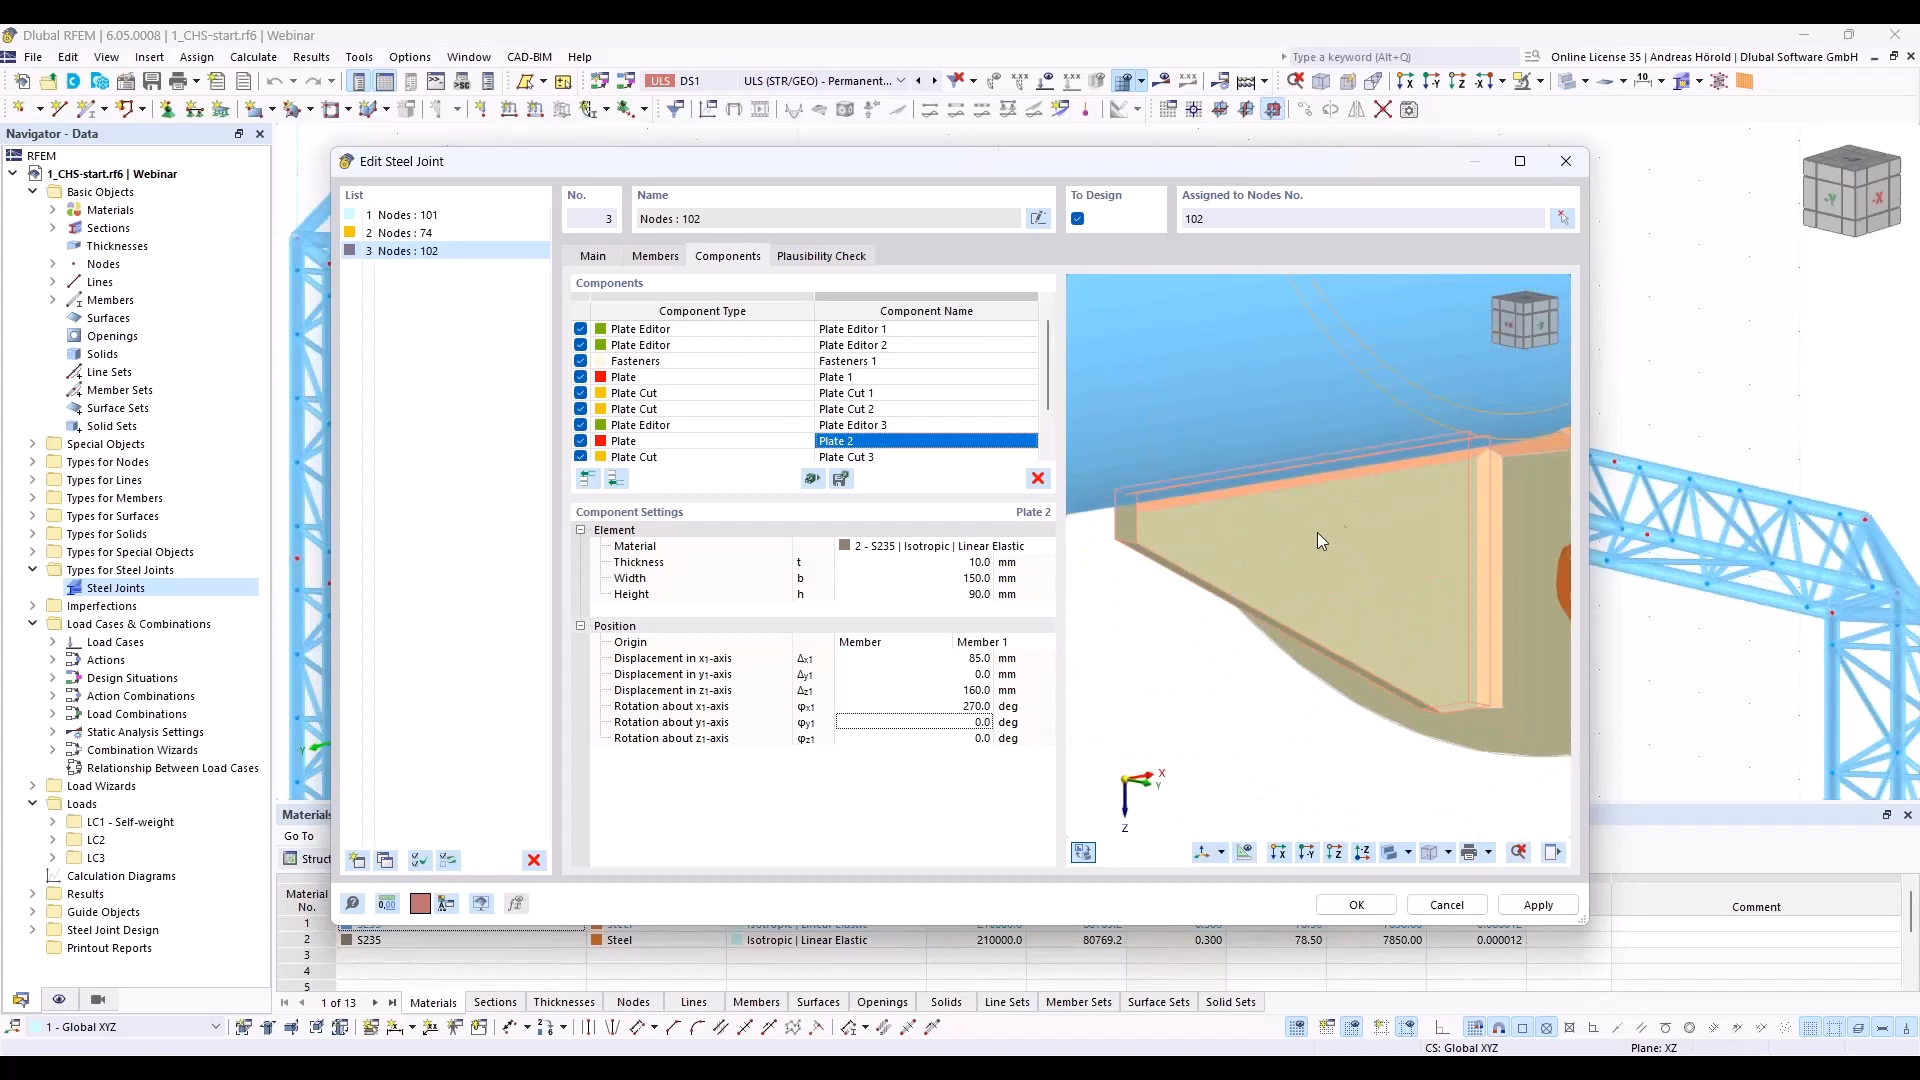 Dlubal RFEM | 6.05.0008 | 1_CHS-start.rf6 | Webinar
File Edit View Insert Assign Calculate Results Tools Options Window CAD-BIM Help
Type a keyword (Alt+Q)
Online License 35 | Andreas Hörold | Dlubal Software GmbH
ULS DS1 ULS (STR/GEO) - Permanent...
Navigator - Data
RFEM
1_CHS-start.rf6 | Webinar
Basic Objects
Materials
Sections
Thicknesses
Nodes
Lines
Members
Surfaces
Openings
Solids
Line Sets
Member Sets
Surface Sets
Solid Sets
Special Objects
Types for Nodes
Types for Lines
Types for Members
Types for Surfaces
Types for Solids
Types for Special Objects
Types for Steel Joints
Steel Joints
Imperfections
Load Cases & Combinations
Load Cases
Actions
Design Situations
Action Combinations
Load Combinations
Static Analysis Settings
Combination Wizards
Relationship Between Load Cases
Load Wizards
Loads
LC1 - Self-weight
LC2
LC3
Calculation Diagrams
Results
Guide Objects
Steel Joint Design
Printout Reports
Edit Steel Joint
List
1 Nodes : 101
2 Nodes : 74
3 Nodes : 102
No.
3
Name
Nodes : 102
To Design
Assigned to Nodes No.
102
Main Members Components Plausibility Check
Components
Component Type Component Name
Plate Editor Plate Editor 1
Plate Editor Plate Editor 2
Fasteners Fasteners 1
Plate Plate 1
Plate Cut Plate Cut 1
Plate Cut Plate Cut 2
Plate Editor Plate Editor 3
Plate Plate 2
Plate Cut Plate Cut 3
Component Settings Plate 2
Element
Material 2 - S235 | Isotropic | Linear Elastic
Thickness t 10.0 mm
Width b 150.0 mm
Height h 90.0 mm
Position
Origin Member Member 1
Displacement in x1-axis Δx1 85.0 mm
Displacement in y1-axis Δy1 0.0 mm
Displacement in z1-axis Δz1 160.0 mm
Rotation about x1-axis φx1 270.0 deg
Rotation about y1-axis φy1 0.0 deg
Rotation about z1-axis φz1 0.0 deg
X
Y
Z
OK Cancel Apply
Materials
Go To
Struct
Material
No.
Comment
1
2 S235 Steel Isotropic | Linear Elastic 210000.0 80769.2 0.300 78.50 7850.00 0.000012
3
4
5
1 of 13 Materials Sections Thicknesses Nodes Lines Members Surfaces Openings Solids Line Sets Member Sets Surface Sets Solid Sets
1 - Global XYZ
CS: Global XYZ Plane: XZ